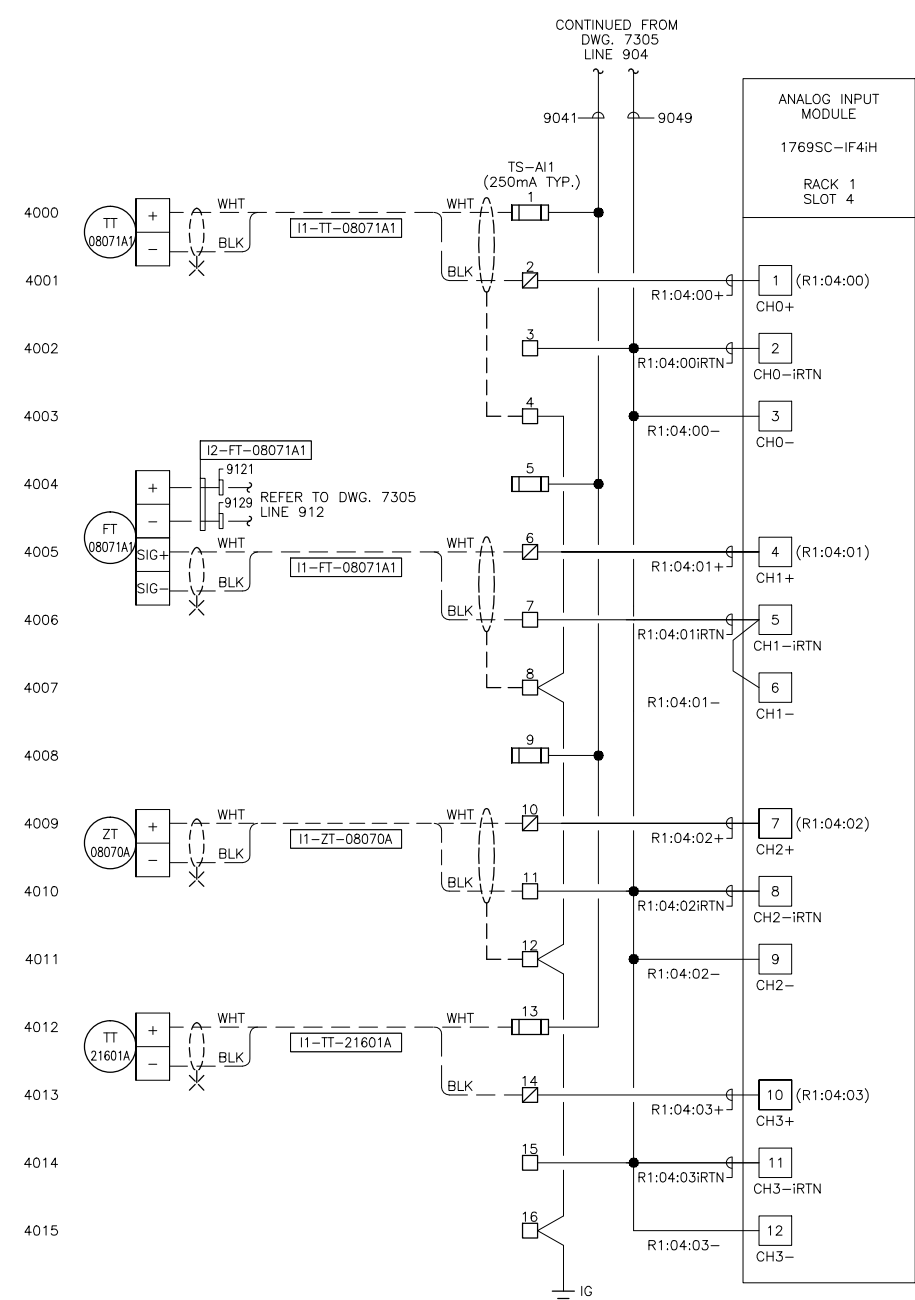 CONTINUED FROM
DWG. 7305
LINE 904
9041
9049
ANALOG INPUT
MODULE
1769SC-IF4iH
RACK 1
SLOT 4
TS-AI1
(250mA TYP.)
4000
TT
08071A1
+
-
WHT
BLK
I1-TT-08071A1
WHT
1
4001
BLK
2
R1:04:00+
1
(R1:04:00)
CH0+
4002
3
R1:04:00iRTN
2
CH0-iRTN
4003
4
R1:04:00-
3
CH0-
I2-FT-08071A1
4004
+
9121
5
-
9129
REFER TO DWG. 7305
LINE 912
FT
08071A1
4005
SIG+
WHT
I1-FT-08071A1
WHT
6
R1:04:01+
4
(R1:04:01)
CH1+
SIG-
BLK
4006
BLK
7
R1:04:01iRTN
5
CH1-iRTN
4007
8
R1:04:01-
6
CH1-
4008
9
4009
ZT
08070A
+
-
WHT
BLK
I1-ZT-08070A
WHT
10
R1:04:02+
7
(R1:04:02)
CH2+
4010
BLK
11
R1:04:02iRTN
8
CH2-iRTN
4011
12
R1:04:02-
9
CH2-
4012
TT
21601A
+
-
WHT
BLK
I1-TT-21601A
WHT
13
4013
BLK
14
R1:04:03+
10
(R1:04:03)
CH3+
4014
15
R1:04:03iRTN
11
CH3-iRTN
4015
16
R1:04:03-
12
CH3-
IG